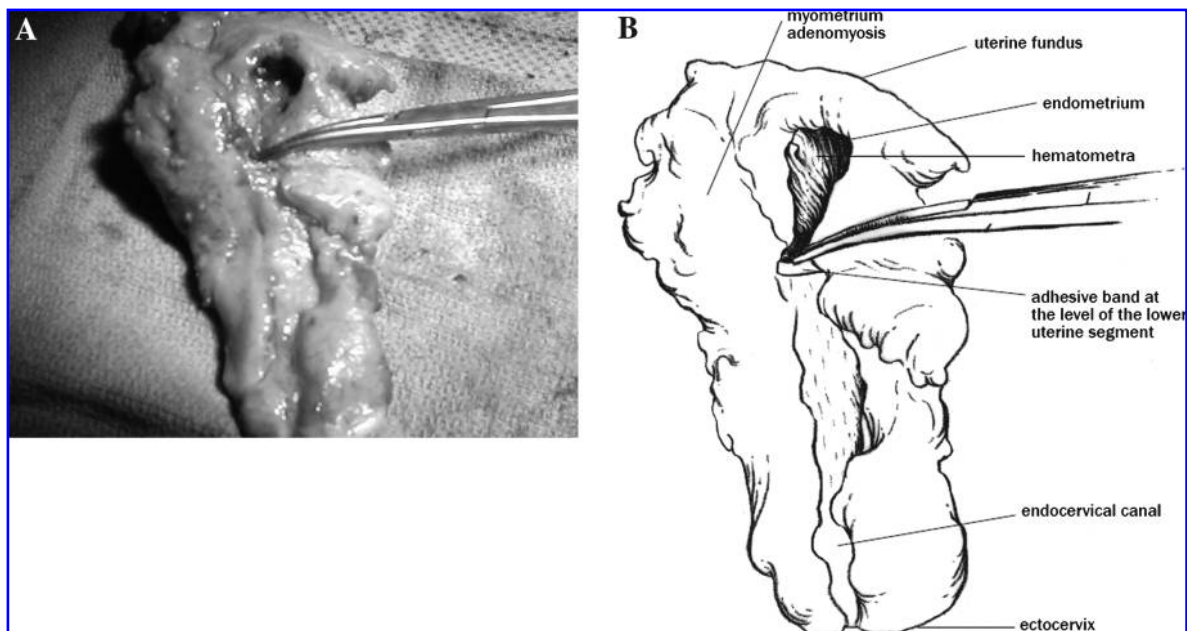 A
B
myometrium
adenomyosis
uterine fundus
endometrium
hematometra
adhesive band at
the level of the lower
uterine segment
endocervical canal
ectocervix